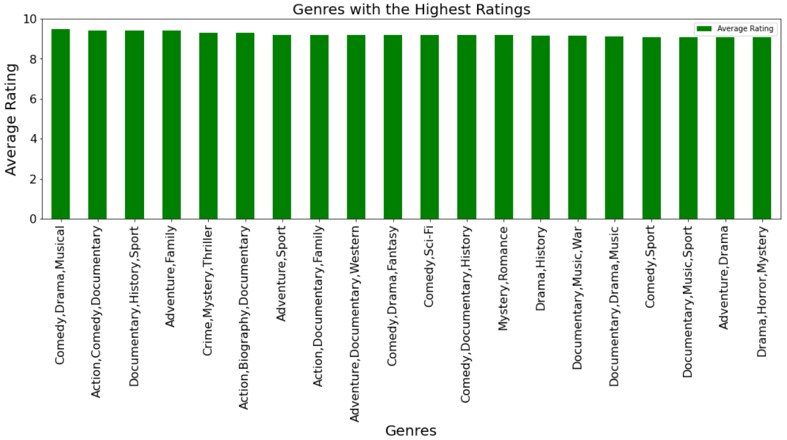 Genres with the Highest Ratings
Average Rating
10
8
6
4
2
0
Average Rating
Comedy,Drama,Musical
Action,Comedy,Documentary
Documentary,History,Sport
Adventure,Family
Crime,Mystery,Thriller
Action,Biography,Documentary
Adventure,Sport
Action,Documentary,Family
Adventure,Documentary,Western
Comedy,Drama,Fantasy
Comedy,Sci-Fi
Comedy,Documentary,History
Mystery,Romance
Drama,History
Documentary,Music,War
Documentary,Drama,Music
Comedy,Sport
Documentary,Music,Sport
Adventure,Drama
Drama,Horror,Mystery
Genres